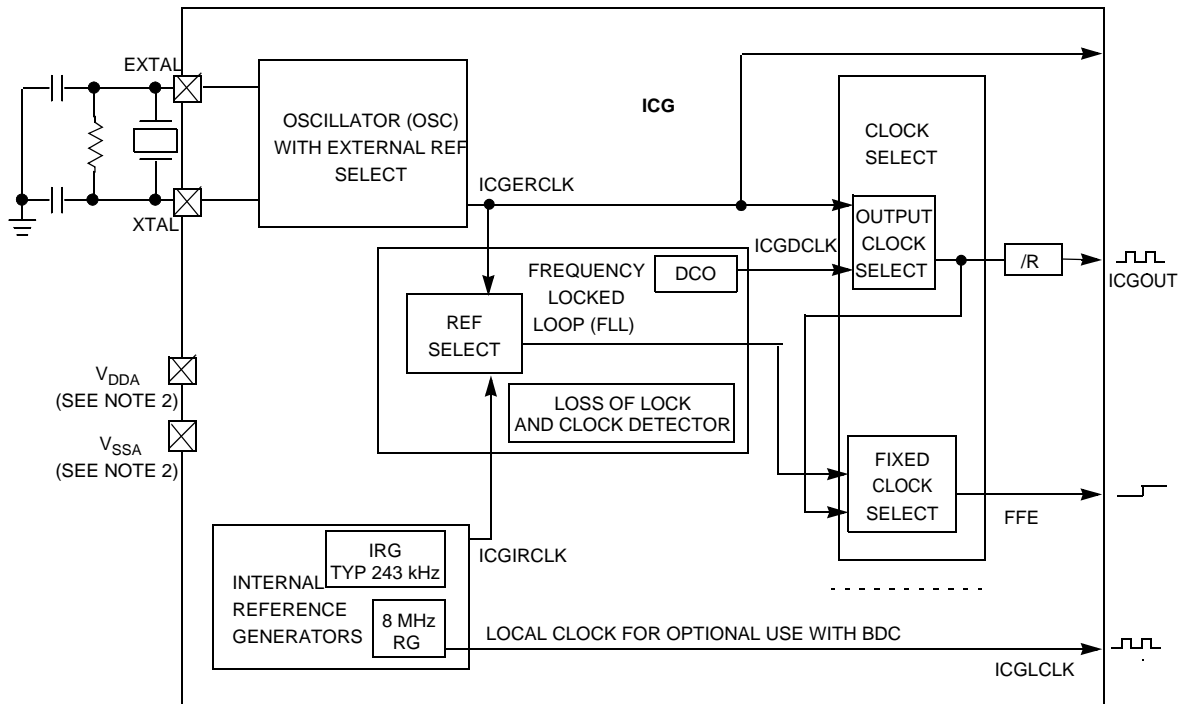 EXTAL
XTAL
OSCILLATOR (OSC)
WITH EXTERNAL REF
SELECT
ICG
CLOCK
SELECT
ICGERCLK
OUTPUT
CLOCK
SELECT
ICGDCLK
/R
ICGOUT
FREQUENCY
LOCKED
LOOP (FLL)
DCO
REF
SELECT
LOSS OF LOCK
AND CLOCK DETECTOR
VDDA
(SEE NOTE 2)
VSSA
(SEE NOTE 2)
FIXED
CLOCK
SELECT
FFE
ICGIRCLK
IRG
TYP 243 kHz
INTERNAL
REFERENCE
GENERATORS
8 MHz
RG
LOCAL CLOCK FOR OPTIONAL USE WITH BDC
ICGLCLK